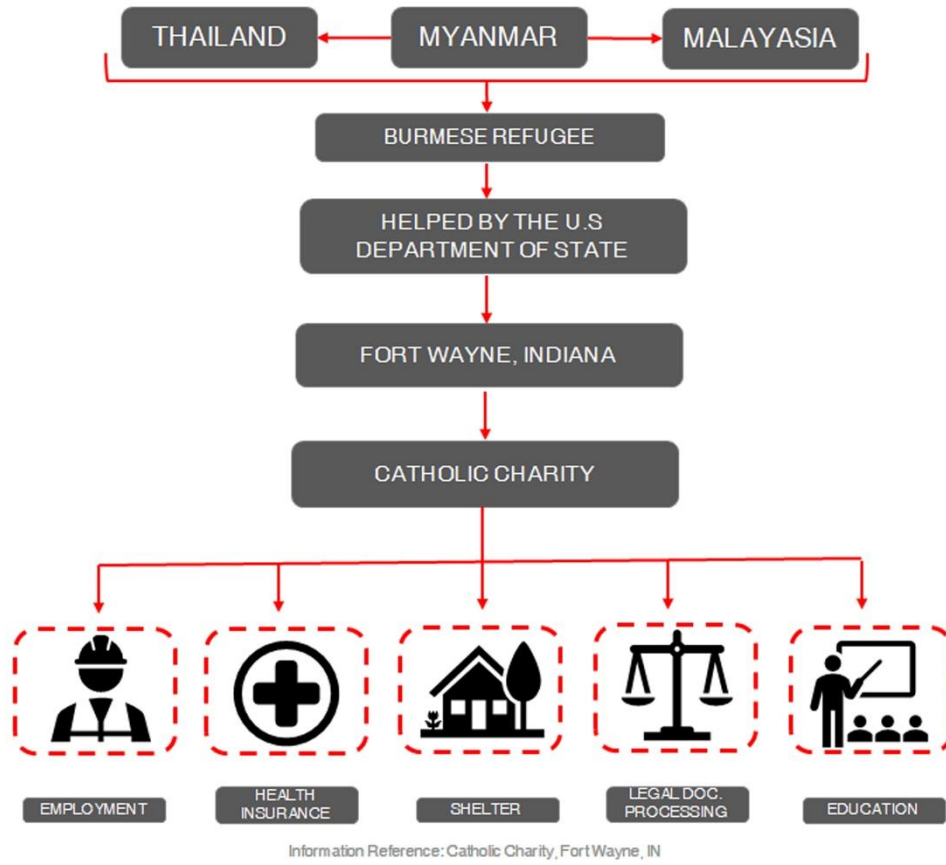 THAILAND
MYANMAR
MALAYASIA
BURMESE REFUGEE
HELPED BY THE U.S
DEPARTMENT OF STATE
FORT WAYNE, INDIANA
CATHOLIC CHARITY
EMPLOYMENT
HEALTH
INSURANCE
SHELTER
LEGAL DOC.
PROCESSING
EDUCATION
Information Reference: Catholic Charity, Fort Wayne, IN